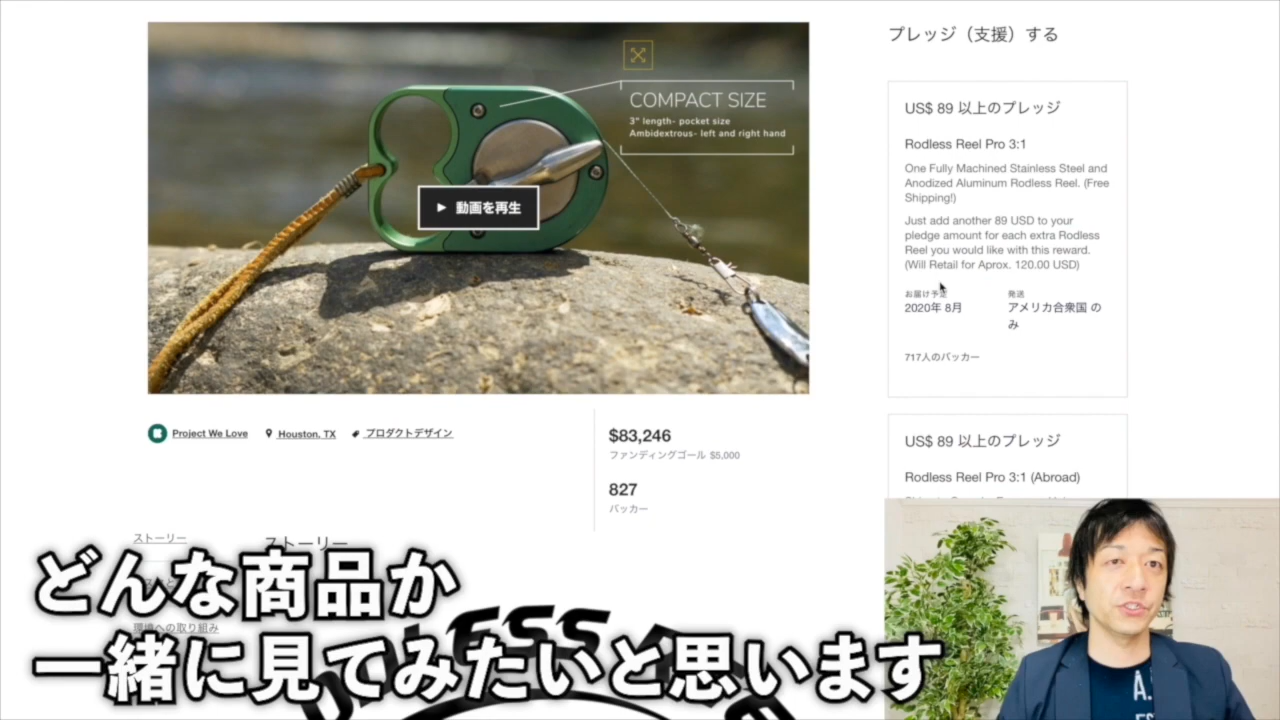 プレッジ（支援）する
COMPACT SIZE
3" length- pocket size
Ambidextrous- left and right hand
動画を再生
US$ 89 以上のプレッジ
Rodless Reel Pro 3:1
One Fully Machined Stainless Steel and
Anodized Aluminum Rodless Reel. (Free
Shipping!)
Just add another 89 USD to your
pledge amount for each extra Rodless
Reel you would like with this reward.
(Will Retail for Aprox. 120.00 USD)
お届け予定
発送
2020年 8月
アメリカ合衆国 の
み
717人のバッカー
Project We Love
Houston, TX
プロダクトデザイン
$83,246
ファンディングゴール $5,000
827
バッカー
US$ 89 以上のプレッジ
Rodless Reel Pro 3:1 (Abroad)
ストーリー
ストーリー
環境への取り組み
どんな商品か
一緒に見てみたいと思います